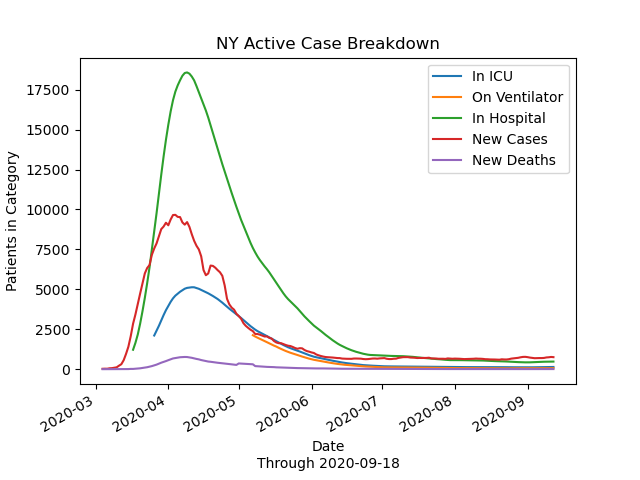 NY Active Case Breakdown
In ICU
On Ventilator
In Hospital
New Cases
New Deaths
Patients in Category
17500
15000
12500
10000
7500
5000
2500
0
2020-03
2020-04
2020-05
2020-06
2020-07
2020-08
2020-09
Date
Through 2020-09-18